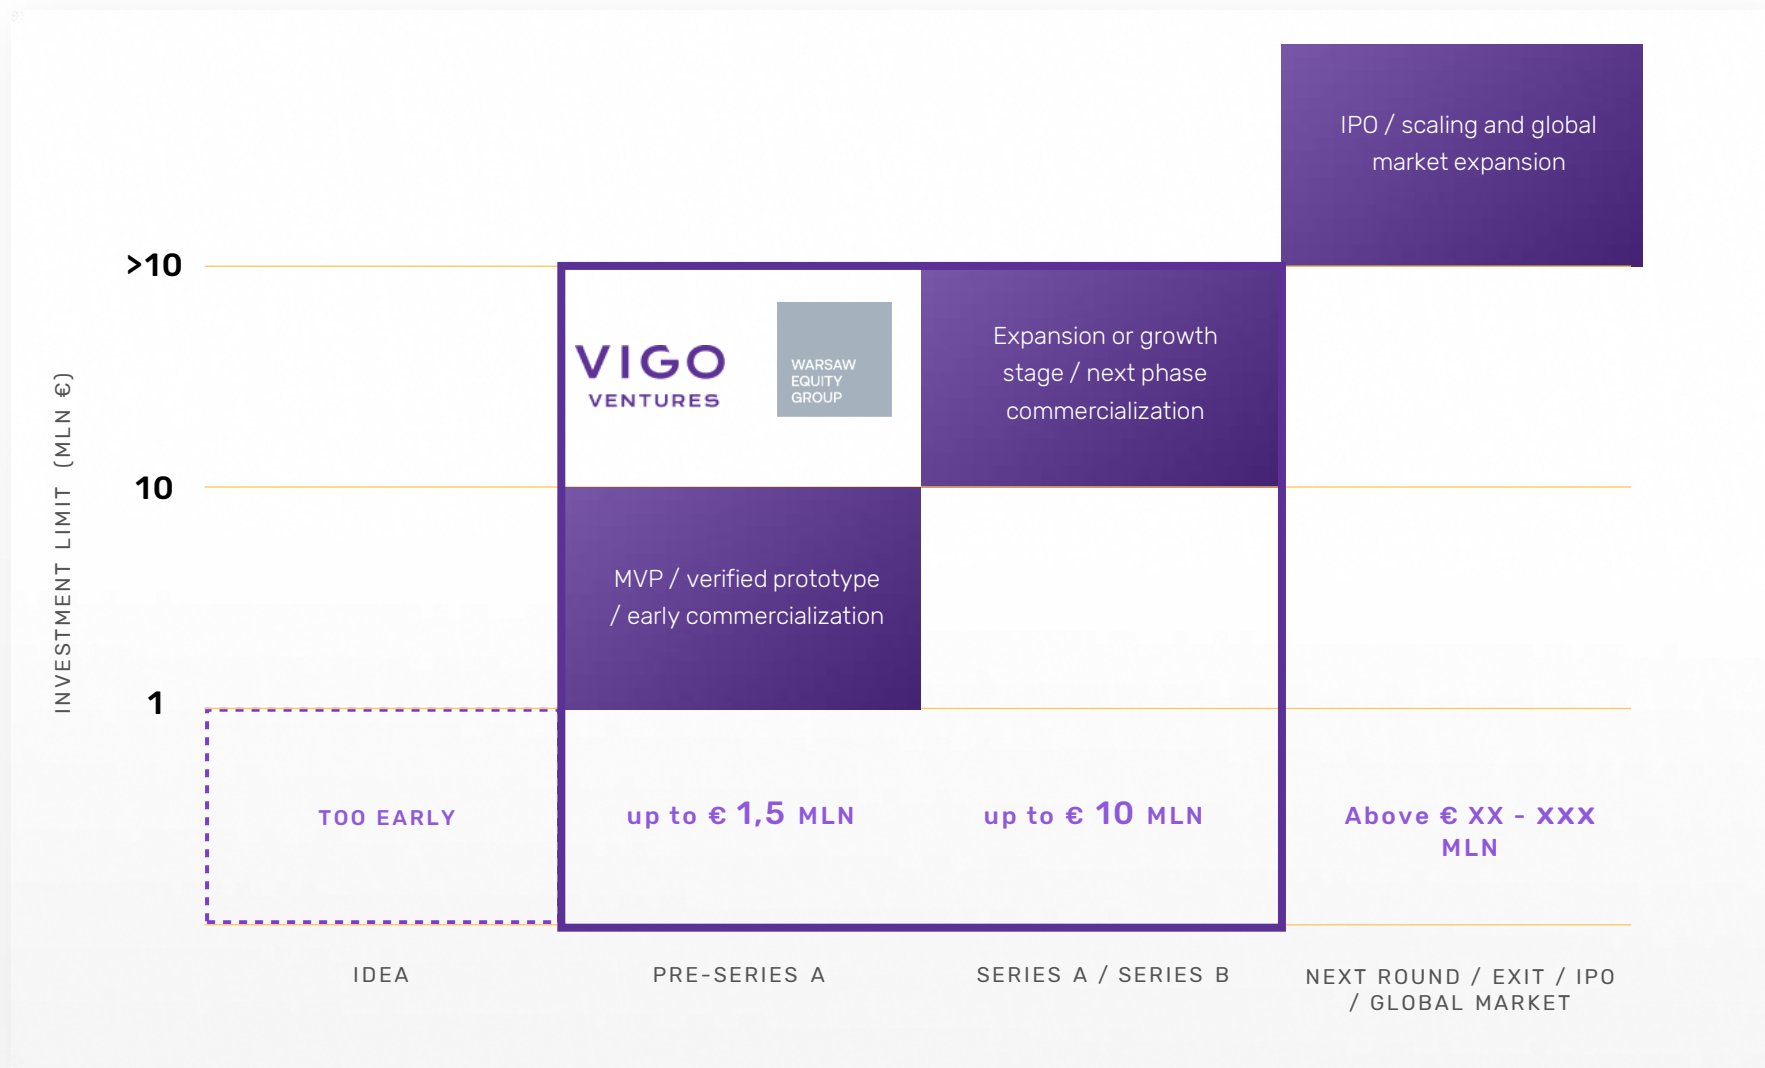 IPO / scaling and global
market expansion
>10
VIGO
VENTURES
WARSAW
EQUITY
GROUP
Expansion or growth
stage / next phase
commercialization
INVESTMENT LIMIT (MLN €)
10
MVP / verified prototype
/ early commercialization
1
TOO EARLY
up to € 1,5 MLN
up to € 10 MLN
Above € XX - XXX
MLN
IDEA
PRE-SERIES A
SERIES A / SERIES B
NEXT ROUND / EXIT / IPO
/ GLOBAL MARKET